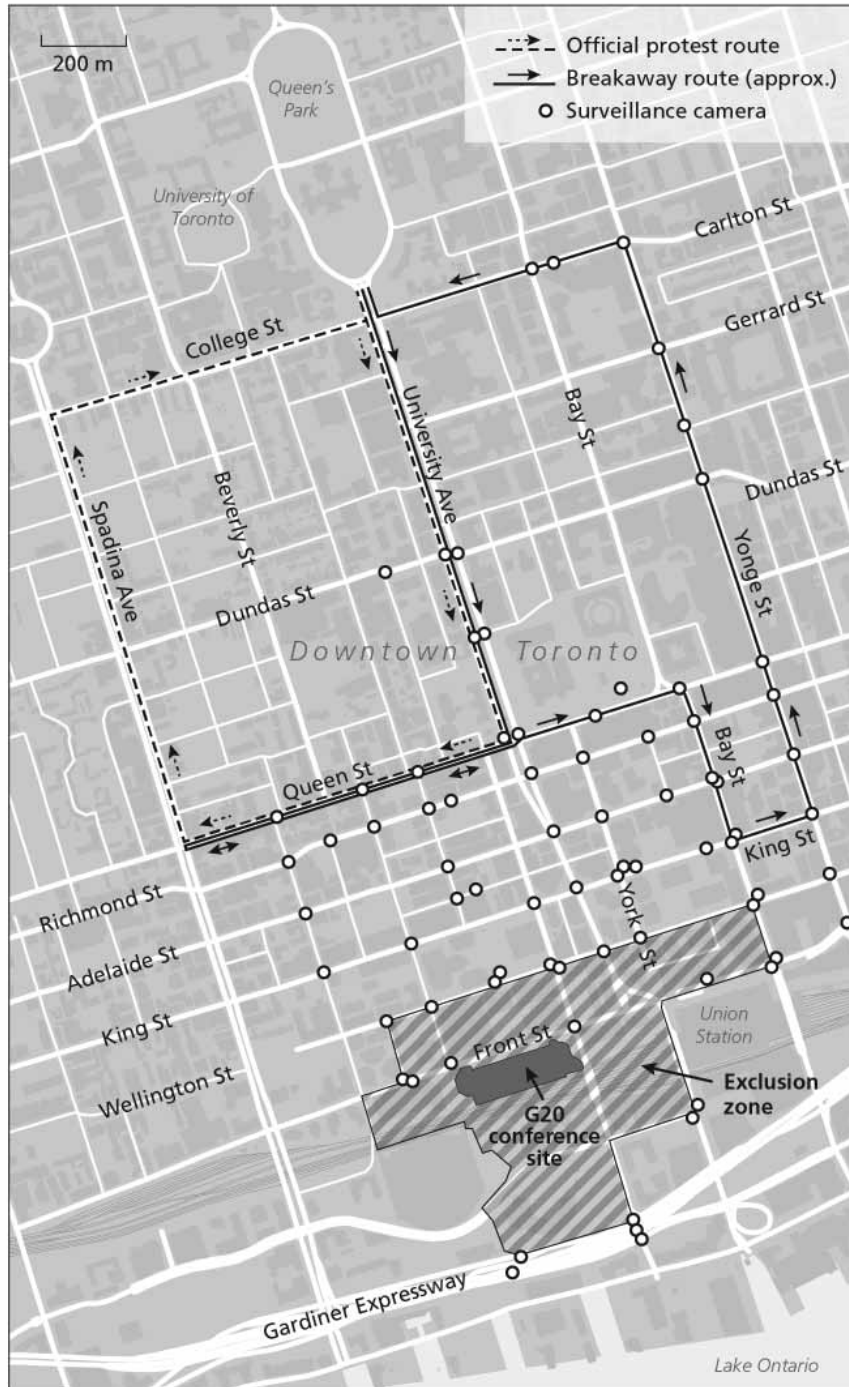 200 m
Official protest route
Breakaway route (approx.)
Surveillance camera
Queen's
Park
University of
Toronto
Carlton St
College St
Gerrard St
University Ave
Bay St
Beverly St
Spadina Ave
Dundas St
Yonge St
Dundas St
Downtown Toronto
Queen St
Bay St
King St
Richmond St
York St
Adelaide St
King St
Union
Station
Front St
Wellington St
Exclusion
zone
G20
conference
site
Gardiner Expressway
Lake Ontario